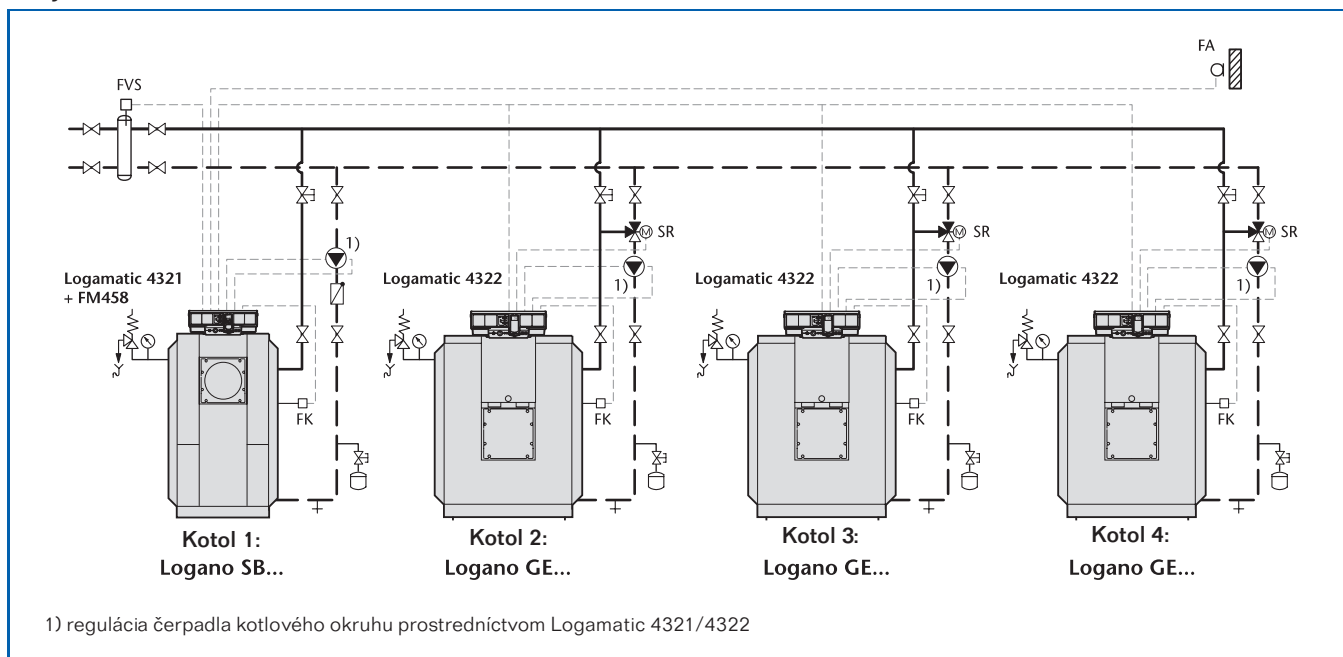 FA
FVS
1)
SR
SR
SR
Logamatic 4321
+ FM458
Logamatic 4322
1)
Logamatic 4322
1)
Logamatic 4322
1)
M
M
M
FK
FK
FK
FK
Kotol 1:
Logano SB...
Kotol 2:
Logano GE...
Kotol 3:
Logano GE...
Kotol 4:
Logano GE...
1) regulácia čerpadla kotlového okruhu prostredníctvom Logamatic 4321/4322